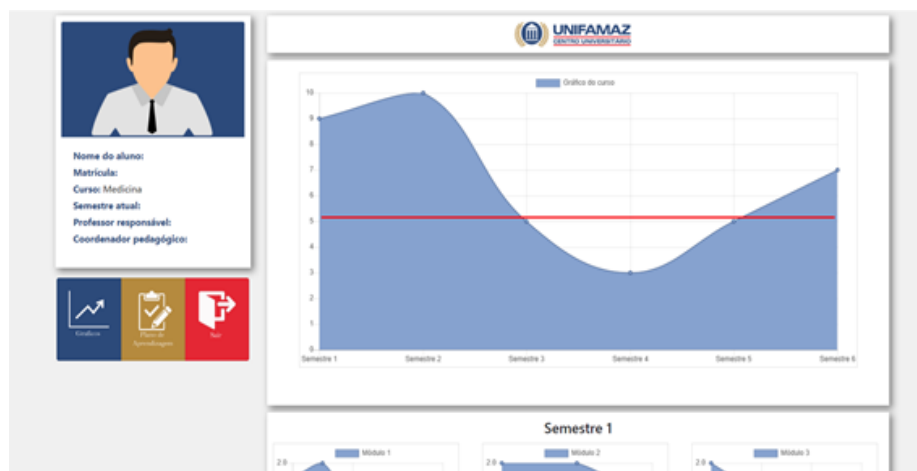 UNIFAMAZ
CENTRO UNIVERSITÁRIO
Nome do aluno:
Matrícula:
Curso: Medicina
Semestre atual:
Professor responsável:
Coordenador pedagógico:
Gráficos
Plano de
Aprendizagem
Sair
Gráfico do curso
10
9
8
7
6
5
4
3
2
1
0
Semestre 1 Semestre 2 Semestre 3 Semestre 4 Semestre 5 Semestre 6
Semestre 1
Módulo 1 Módulo 2 Módulo 3
2.0 2.0 2.0